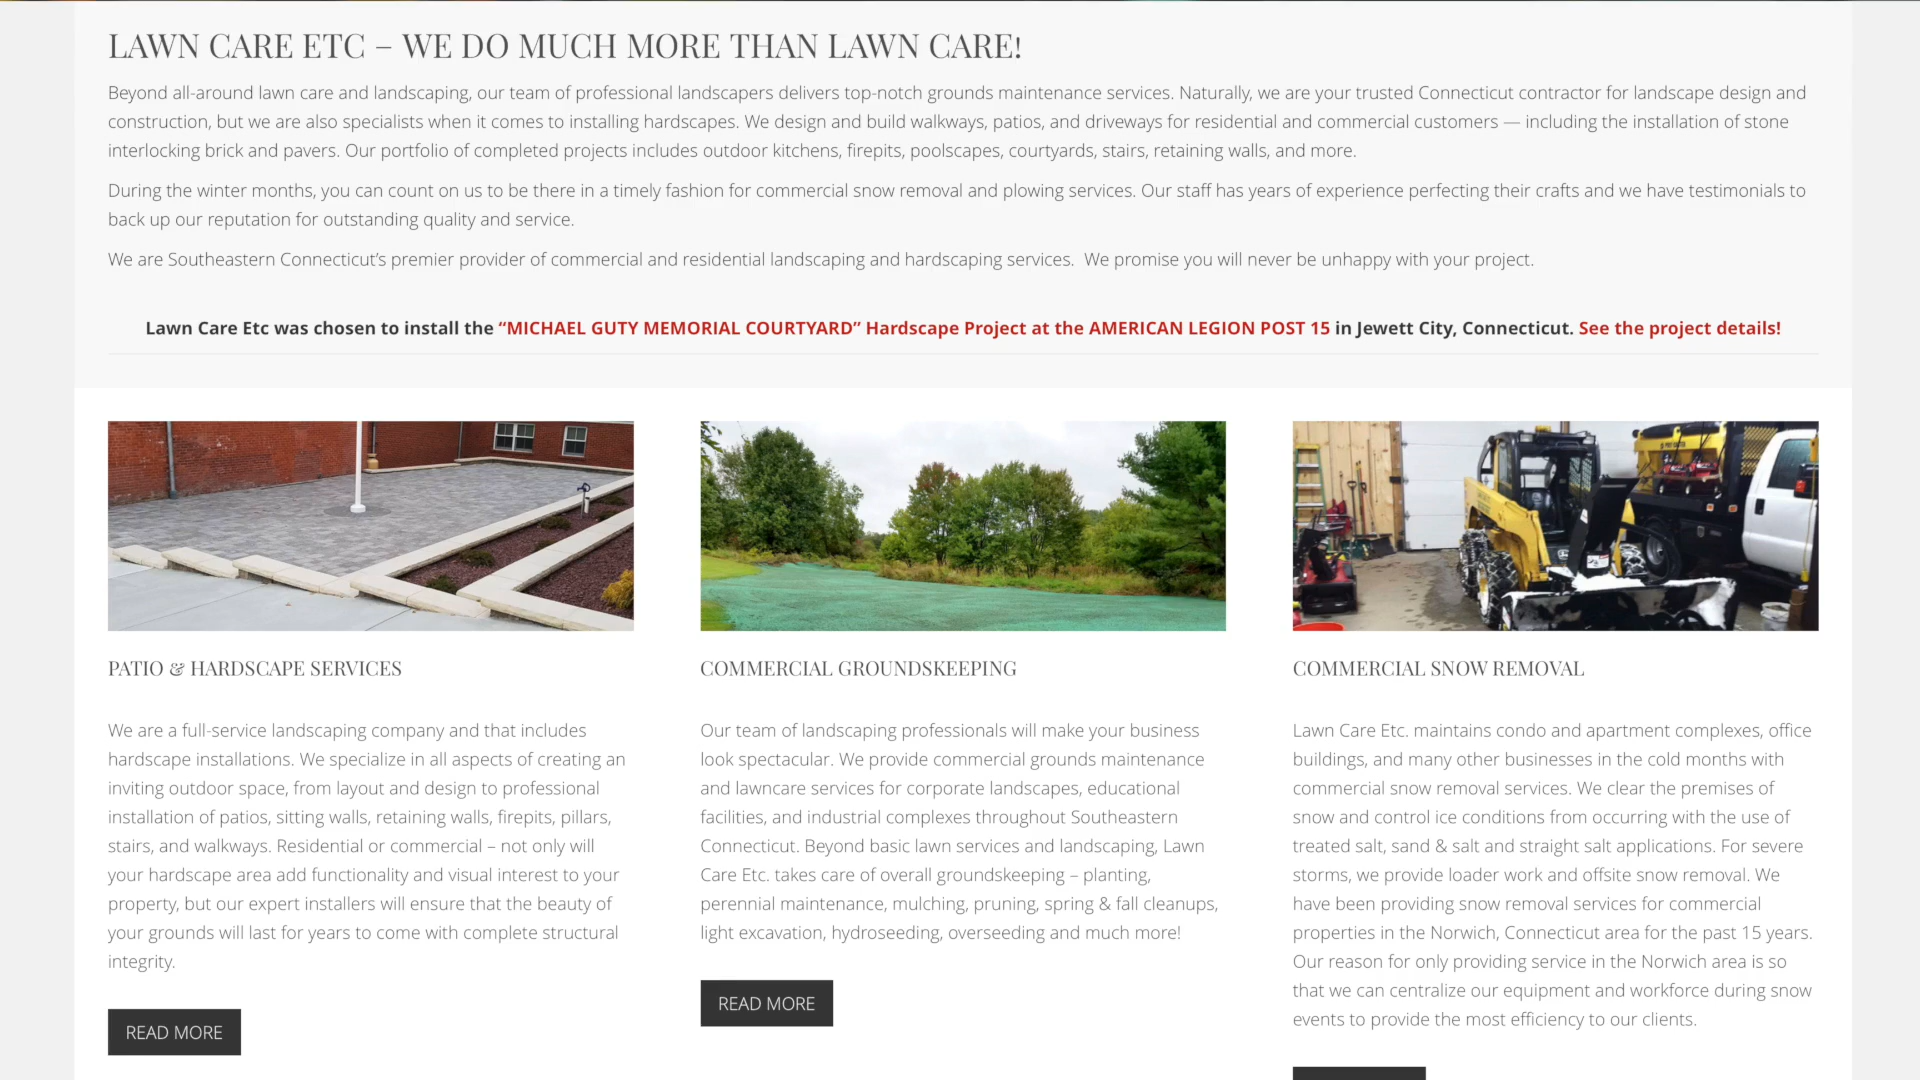 LAWN CARE ETC – WE DO MUCH MORE THAN LAWN CARE!
Beyond all-around lawn care and landscaping, our team of professional landscapers delivers top-notch grounds maintenance services. Naturally, we are your trusted Connecticut contractor for landscape design and
construction, but we are also specialists when it comes to installing hardscapes. We design and build walkways, patios, and driveways for residential and commercial customers — including the installation of stone
interlocking brick and pavers. Our portfolio of completed projects includes outdoor kitchens, firepits, poolscapes, courtyards, stairs, retaining walls, and more.
During the winter months, you can count on us to be there in a timely fashion for commercial snow removal and plowing services. Our staff has years of experience perfecting their crafts and we have testimonials to
back up our reputation for outstanding quality and service.
We are Southeastern Connecticut’s premier provider of commercial and residential landscaping and hardscaping services.  We promise you will never be unhappy with your project.
Lawn Care Etc was chosen to install the “MICHAEL GUTY MEMORIAL COURTYARD” Hardscape Project at the AMERICAN LEGION POST 15 in Jewett City, Connecticut. See the project details!
PATIO & HARDSCAPE SERVICES
We are a full-service landscaping company and that includes
hardscape installations. We specialize in all aspects of creating an
inviting outdoor space, from layout and design to professional
installation of patios, sitting walls, retaining walls, firepits, pillars,
stairs, and walkways. Residential or commercial – not only will
your hardscape area add functionality and visual interest to your
property, but our expert installers will ensure that the beauty of
your grounds will last for years to come with complete structural
integrity.
READ MORE
COMMERCIAL GROUNDSKEEPING
Our team of landscaping professionals will make your business
look spectacular. We provide commercial grounds maintenance
and lawncare services for corporate landscapes, educational
facilities, and industrial complexes throughout Southeastern
Connecticut. Beyond basic lawn services and landscaping, Lawn
Care Etc. takes care of overall groundskeeping – planting,
perennial maintenance, mulching, pruning, spring & fall cleanups,
light excavation, hydroseeding, overseeding and much more!
READ MORE
COMMERCIAL SNOW REMOVAL
Lawn Care Etc. maintains condo and apartment complexes, office
buildings, and many other businesses in the cold months with
commercial snow removal services. We clear the premises of
snow and control ice conditions from occurring with the use of
treated salt, sand & salt and straight salt applications. For severe
storms, we provide loader work and offsite snow removal. We
have been providing snow removal services for commercial
properties in the Norwich, Connecticut area for the past 15 years.
Our reason for only providing service in the Norwich area is so
that we can centralize our equipment and workforce during snow
events to provide the most efficiency to our clients.